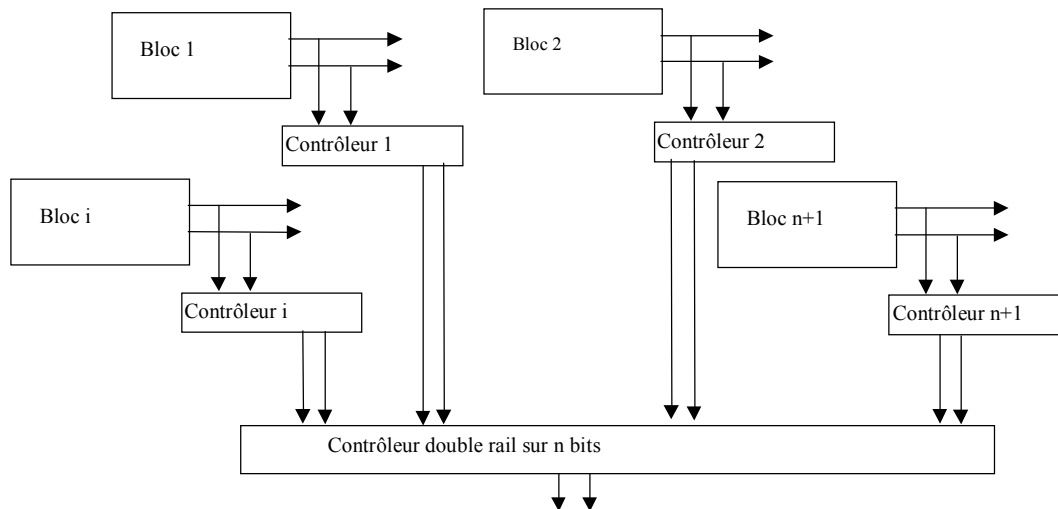 Bloc 1
Bloc 2
Contrôleur 1
Contrôleur 2
Bloc i
Bloc n+1
Contrôleur i
Contrôleur n+1
Contrôleur double rail sur n bits